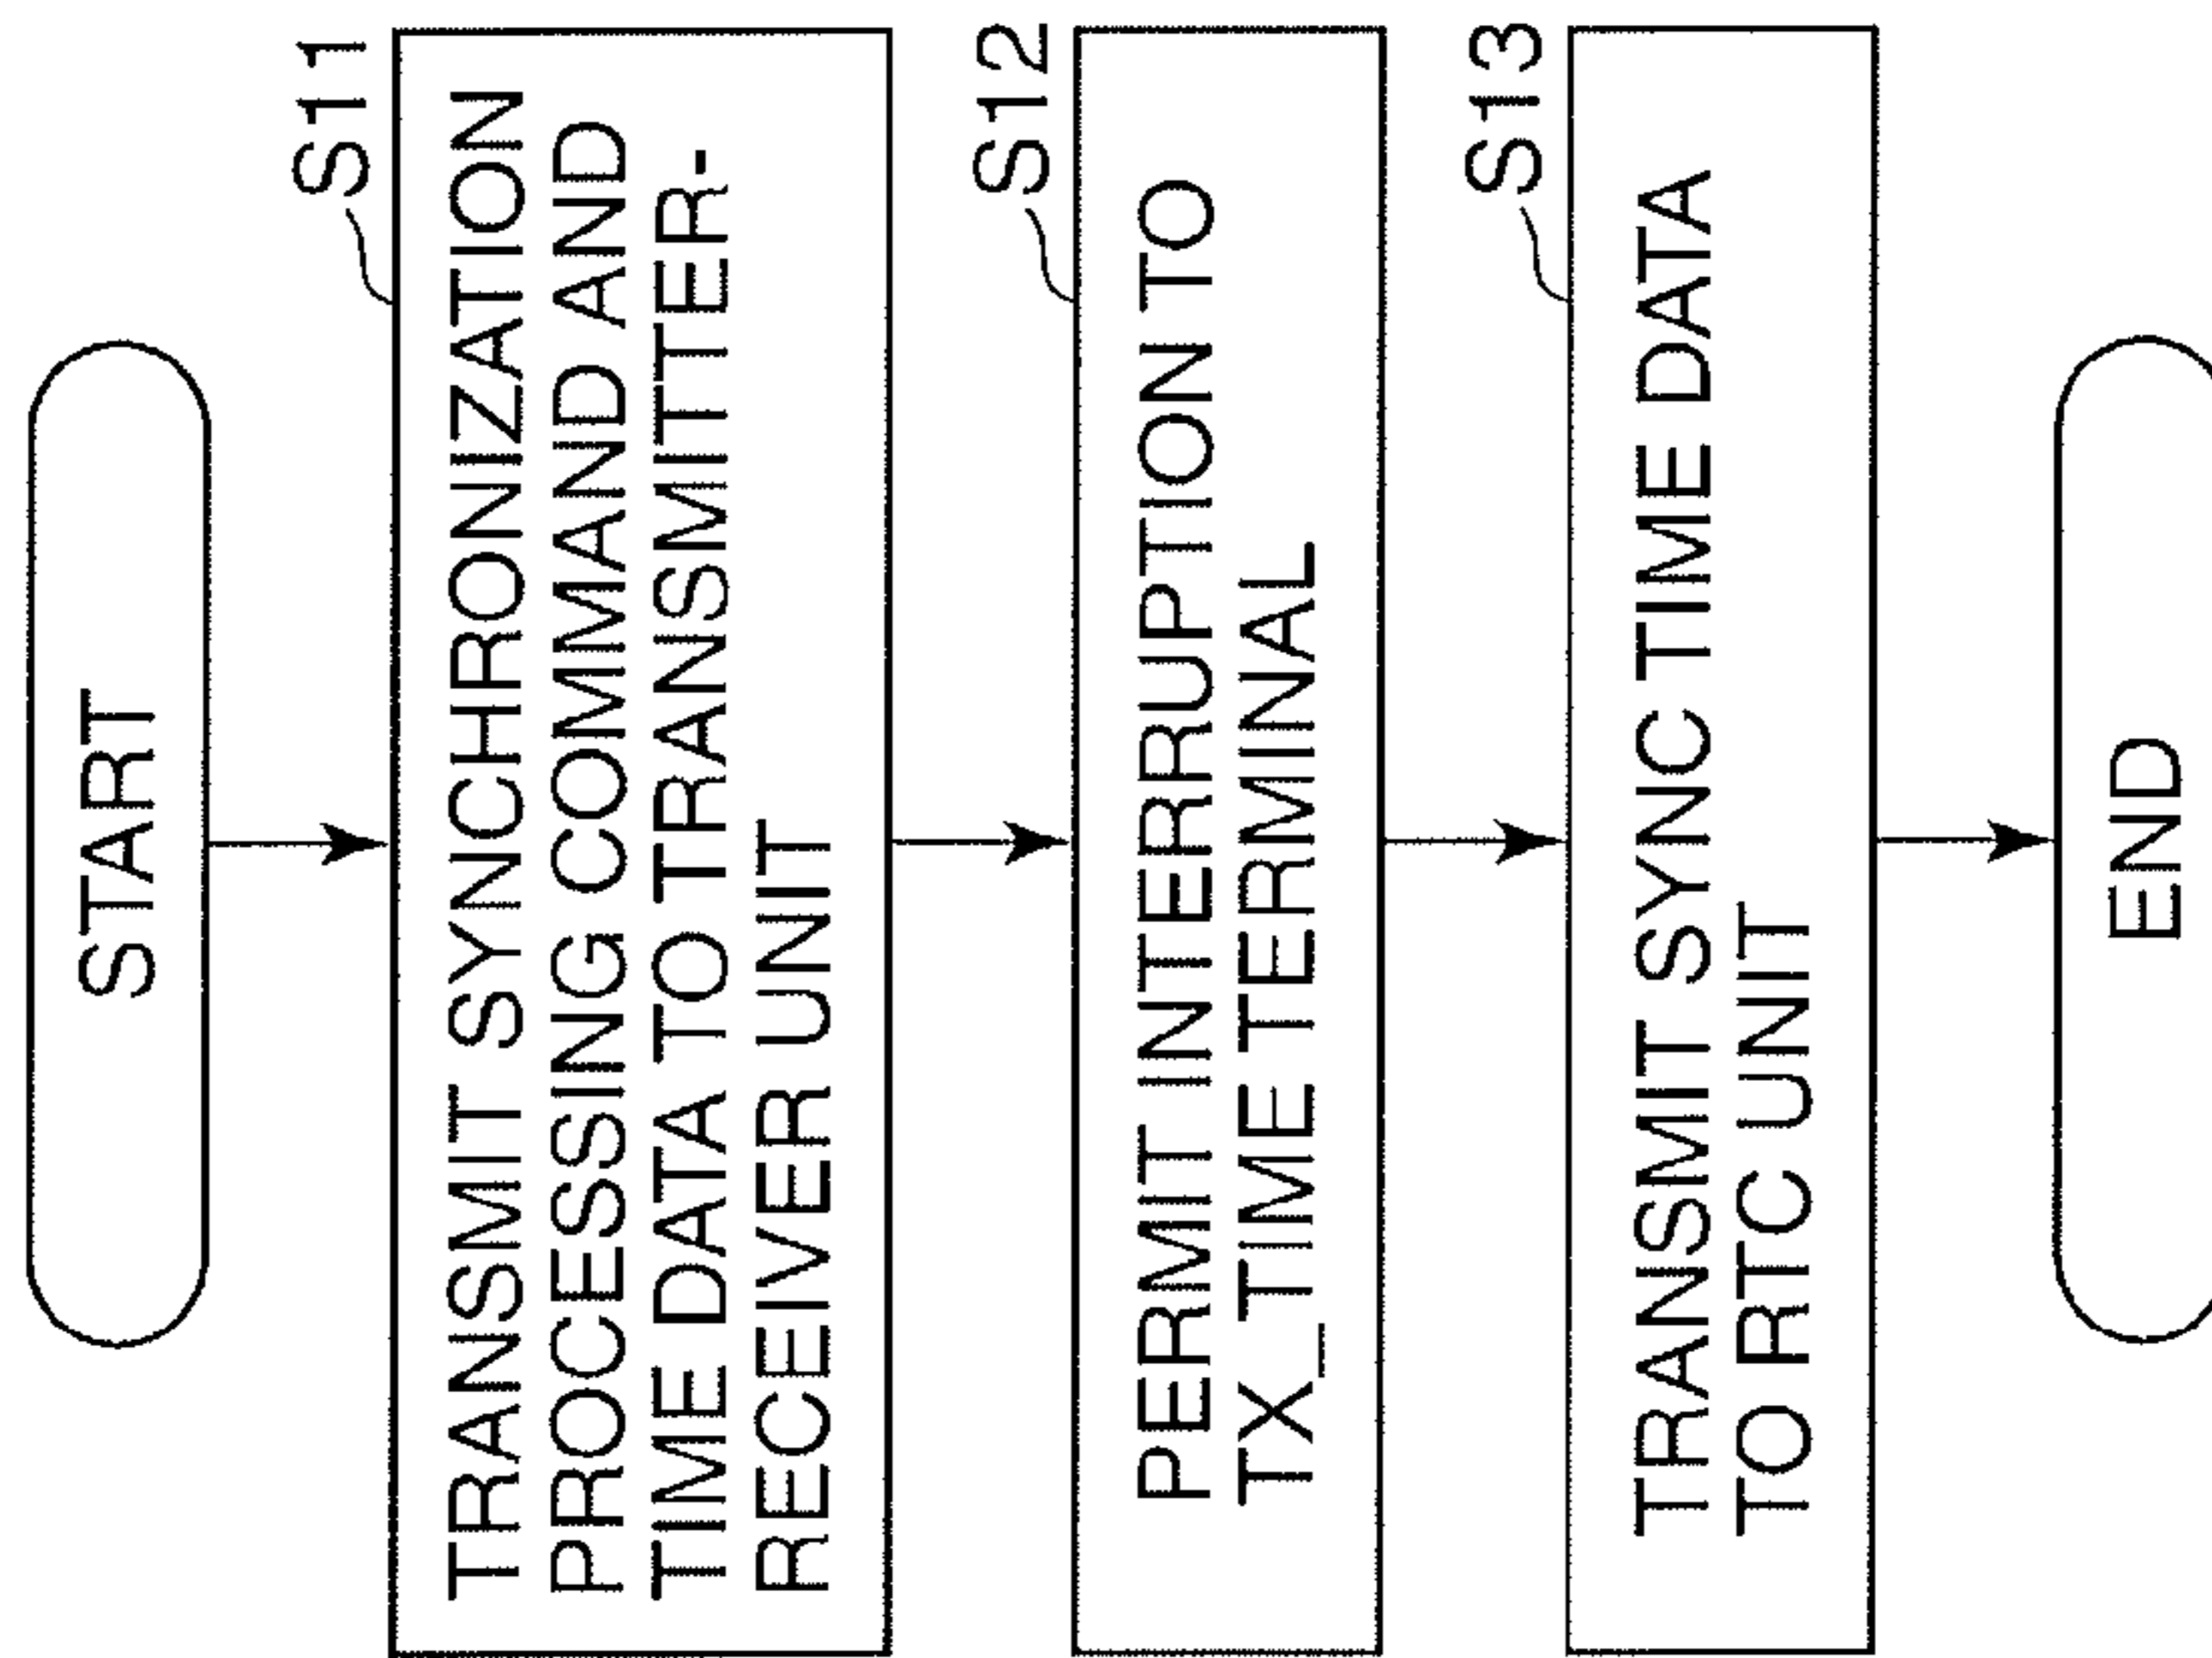 START
S11
TRANSMIT SYNCHRONIZATION
PROCESSING COMMAND AND
TIME DATA TO TRANSMITTER-
RECEIVER UNIT
S12
PERMIT INTERRUPTION TO
TX_TIME TERMINAL
S13
TRANSMIT SYNC TIME DATA
TO RTC UNIT
END